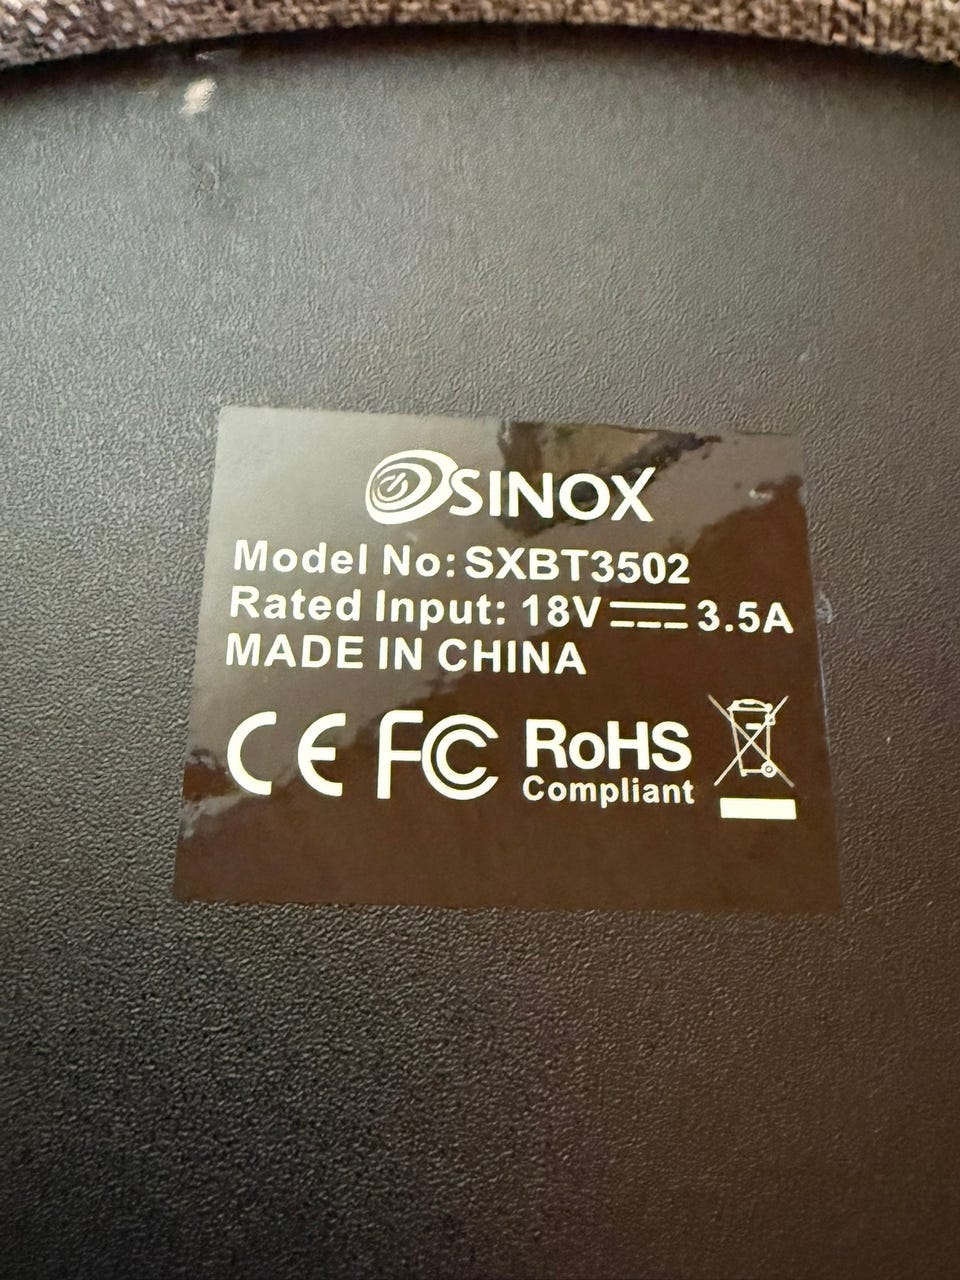 SINOX
Model No: SXBT3502
Rated Input: 18V⎓3.5A
MADE IN CHINA
CE FC RoHS
Compliant